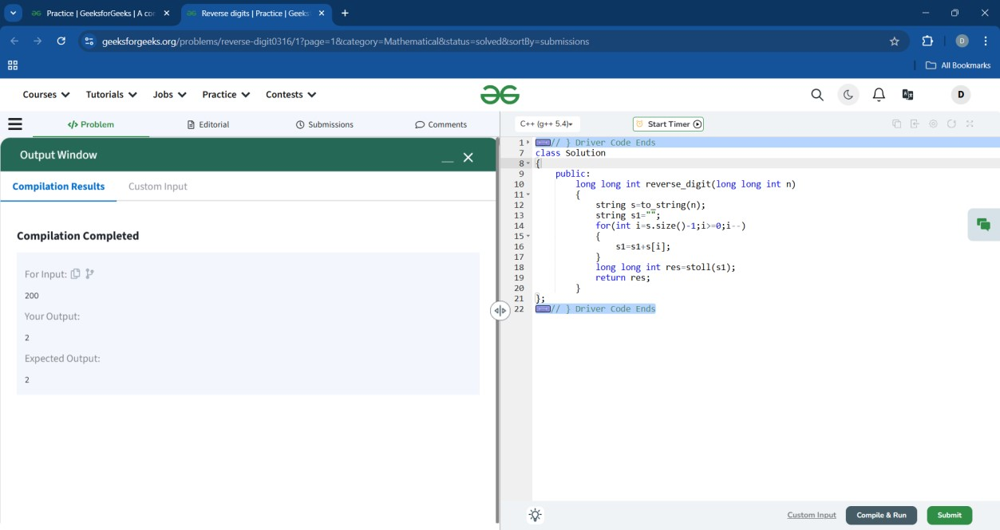 Practice | GeeksforGeeks | A cor
Reverse digits | Practice | Geeks
geeksforgeeks.org/problems/reverse-digit0316/1?page=1&category=Mathematical&status=solved&sortBy=submissions
D
All Bookmarks
Courses
Tutorials
Jobs
Practice
Contests
D
</> Problem
Editorial
Submissions
Comments
C++ (g++ 5.4)
Start Timer
Output Window
Compilation Results
Custom Input
Compilation Completed
For Input:
200
Your Output:
2
Expected Output:
2
1 // } Driver Code Ends
7 class Solution
8 {
9     public:
10         long long int reverse_digit(long long int n)
11         {
12             string s=to_string(n);
13             string s1="";
14             for(int i=s.size()-1;i>=0;i--)
15             {
16                 s1=s1+s[i];
17             }
18             long long int res=stoll(s1);
19             return res;
20         }
21 };
22 // } Driver Code Ends
Custom Input
Compile & Run
Submit